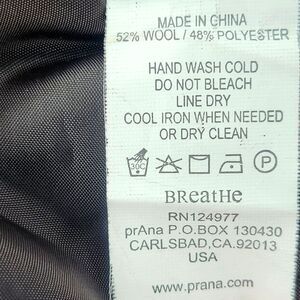 MADE IN CHINA
52% WOOL / 48% POLYESTER
HAND WASH COLD
DO NOT BLEACH
LINE DRY
COOL IRON WHEN NEEDED
OR DRY CLEAN
30C P
BReatHe
RN124977
prAna P.O.BOX 130430
CARLSBAD,CA.92013
USA
www.prana.com